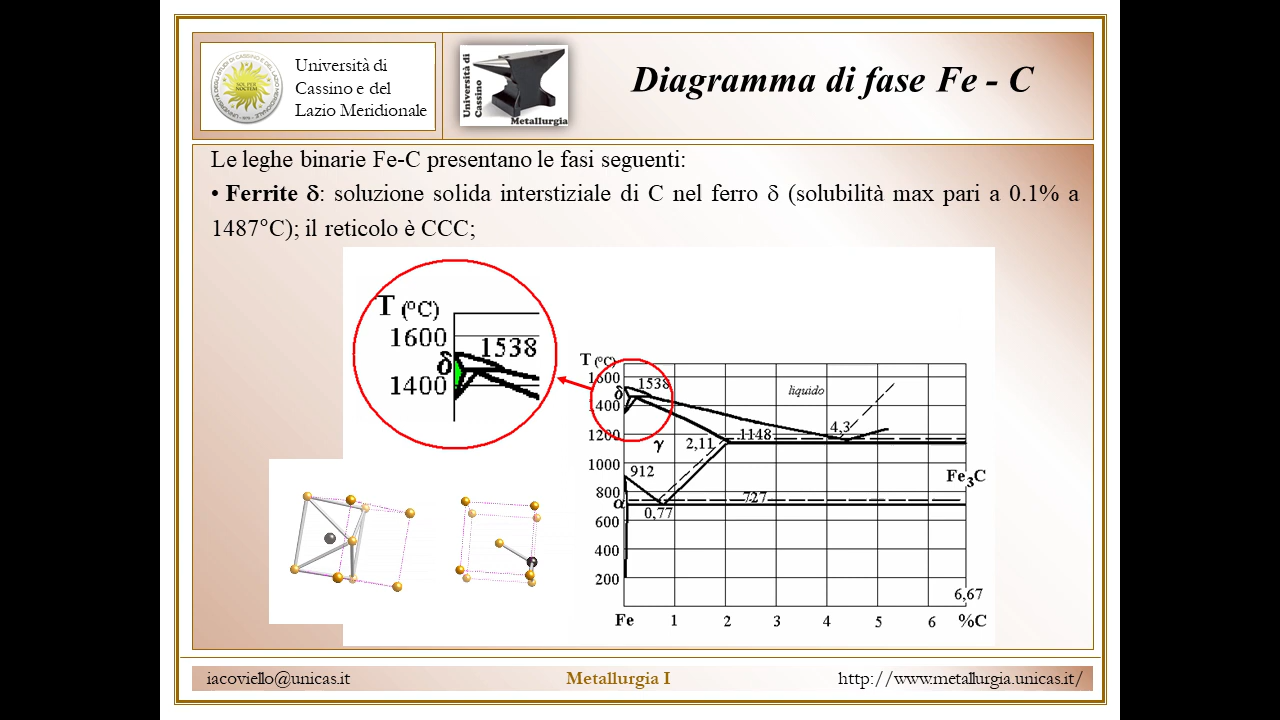 Università di
Cassino e del
Lazio Meridionale
Università di
Cassino
Metallurgia
Diagramma di fase Fe - C
Le leghe binarie Fe-C presentano le fasi seguenti:
• Ferrite δ: soluzione solida interstiziale di C nel ferro δ (solubilità max pari a 0.1% a
1487°C); il reticolo è CCC;
T (°C)
1600
1538
δ
1400
T (°C)
1600
1538
liquido
δ
1400
4,3
1200
1148
γ
2,11
1000
912
Fe3C
800
727
α
0,77
600
400
200
6,67
Fe 1 2 3 4 5 6 %C
iacoviello@unicas.it
Metallurgia I
http://www.metallurgia.unicas.it/